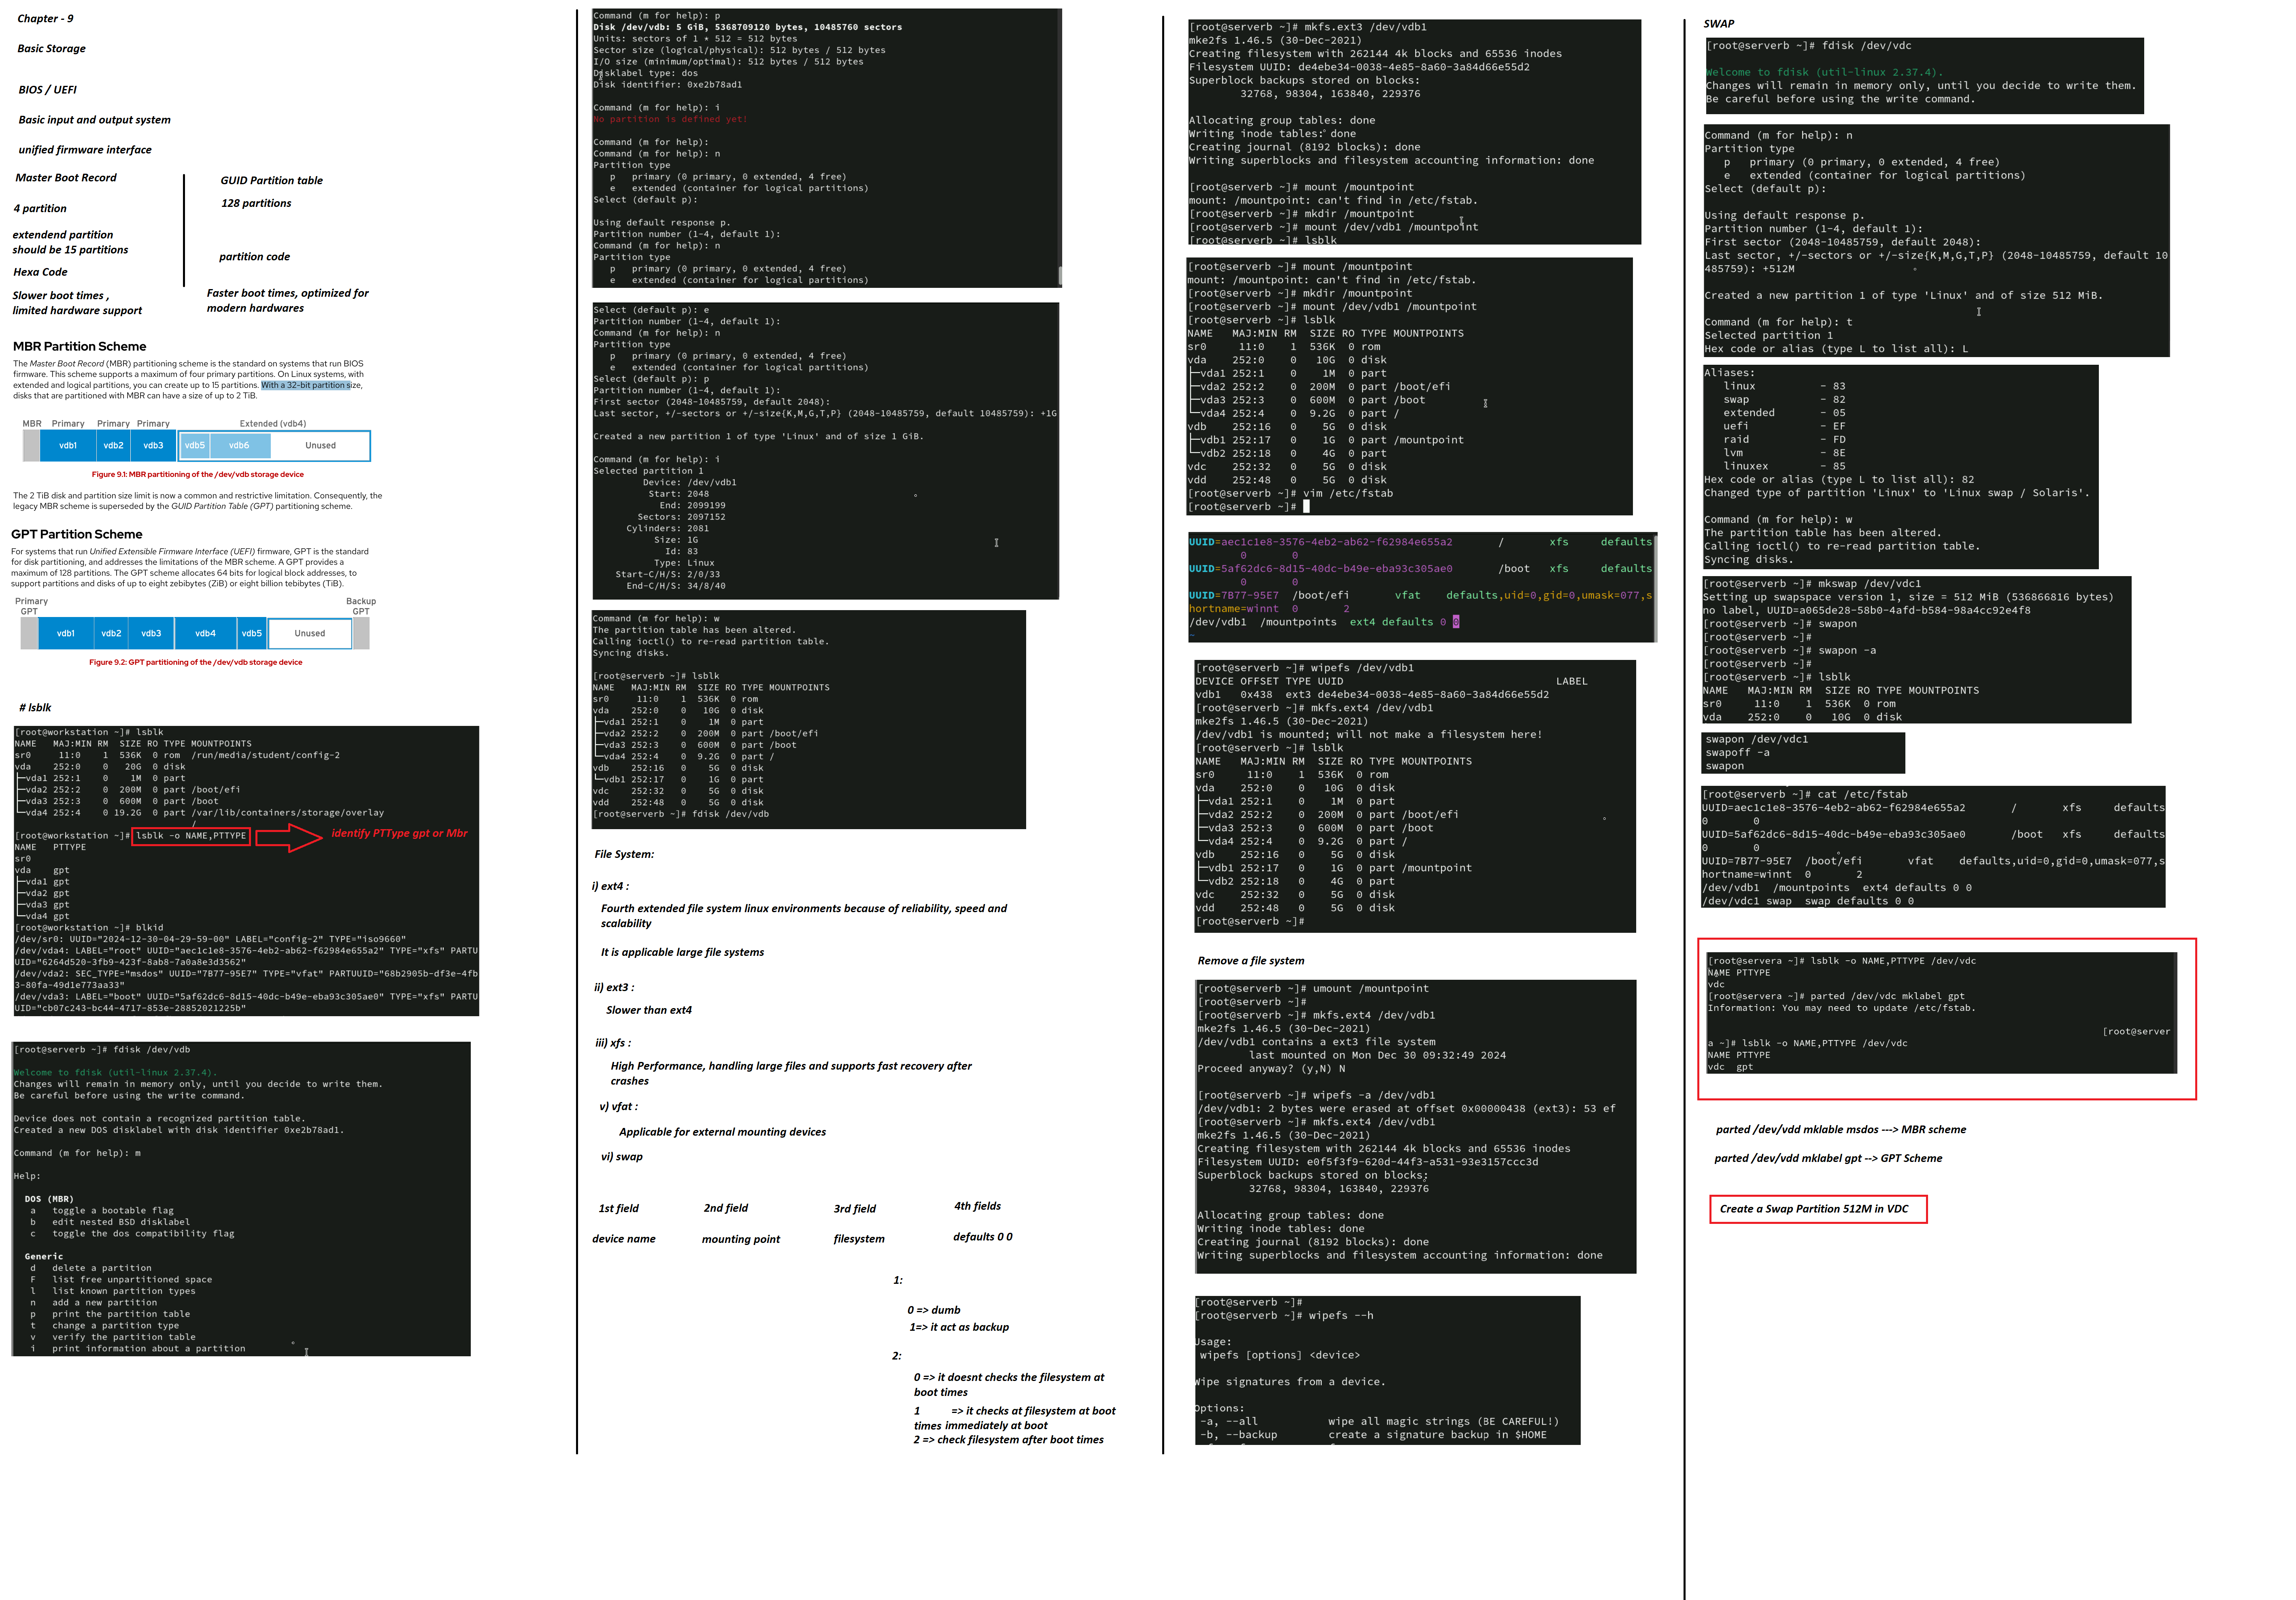 Chapter - 9
Basic Storage
BIOS / UEFI
Basic input and output system
unified firmware interface
Master Boot Record
GUID Partition table
4 partition
128 partitions
extendend partition
should be 15 partitions
partition code
Hexa Code
Slower boot times ,
limited hardware support
Faster boot times, optimized for
modern hardwares
MBR Partition Scheme
The Master Boot Record (MBR) partitioning scheme is the standard on systems that run BIOS
firmware. This scheme supports a maximum of four primary partitions. On Linux systems, with
extended and logical partitions, you can create up to 15 partitions. With a 32-bit partition size,
disks that are partitioned with MBR can have a size of up to 2 TiB.
MBR Primary Primary Primary Extended (vdb4)
vdb1 vdb2 vdb3 vdb5 vdb6 Unused
Figure 9.1: MBR partitioning of the /dev/vdb storage device
The 2 TiB disk and partition size limit is now a common and restrictive limitation. Consequently, the
legacy MBR scheme is superseded by the GUID Partition Table (GPT) partitioning scheme.
GPT Partition Scheme
For systems that run Unified Extensible Firmware Interface (UEFI) firmware, GPT is the standard
for disk partitioning, and addresses the limitations of the MBR scheme. A GPT provides a
maximum of 128 partitions. The GPT scheme allocates 64 bits for logical block addresses, to
support partitions and disks of up to eight zebibytes (ZiB) or eight billion tebibytes (TiB).
Primary Backup
GPT GPT
vdb1 vdb2 vdb3 vdb4 vdb5 Unused
Figure 9.2: GPT partitioning of the /dev/vdb storage device
# lsblk
[root@workstation ~]# lsblk
NAME   MAJ:MIN RM  SIZE RO TYPE MOUNTPOINTS
sr0     11:0    1  536K  0 rom  /run/media/student/config-2
vda    252:0    0   20G  0 disk
├─vda1 252:1    0    1M  0 part
├─vda2 252:2    0  200M  0 part /boot/efi
├─vda3 252:3    0  600M  0 part /boot
└─vda4 252:4    0 19.2G  0 part /var/lib/containers/storage/overlay
/
[root@workstation ~]# lsblk -o NAME,PTTYPE
identify PTType gpt or Mbr
NAME   PTTYPE
sr0
vda    gpt
├─vda1 gpt
├─vda2 gpt
├─vda3 gpt
└─vda4 gpt
[root@workstation ~]# blkid
/dev/sr0: UUID="2024-12-30-04-29-59-00" LABEL="config-2" TYPE="iso9660"
/dev/vda4: LABEL="root" UUID="aec1c1e8-3576-4eb2-ab62-f62984e655a2" TYPE="xfs" PARTU
UID="6264d520-3fb9-423f-8ab8-7a0a8e3d3562"
/dev/vda2: SEC_TYPE="msdos" UUID="7B77-95E7" TYPE="vfat" PARTUUID="68b2905b-df3e-4fb
3-80fa-49d1e773aa33"
/dev/vda3: LABEL="boot" UUID="5af62dc6-8d15-40dc-b49e-eba93c305ae0" TYPE="xfs" PARTU
UID="cb07c243-bc44-4717-853e-28852021225b"
[root@serverb ~]# fdisk /dev/vdb
Welcome to fdisk (util-linux 2.37.4).
Changes will remain in memory only, until you decide to write them.
Be careful before using the write command.
Device does not contain a recognized partition table.
Created a new DOS disklabel with disk identifier 0xe2b78ad1.
Command (m for help): m
Help:
DOS (MBR)
a   toggle a bootable flag
b   edit nested BSD disklabel
c   toggle the dos compatibility flag
Generic
d   delete a partition
F   list free unpartitioned space
l   list known partition types
n   add a new partition
p   print the partition table
t   change a partition type
v   verify the partition table
i   print information about a partition
Command (m for help): p
Disk /dev/vdb: 5 GiB, 5368709120 bytes, 10485760 sectors
Units: sectors of 1 * 512 = 512 bytes
Sector size (logical/physical): 512 bytes / 512 bytes
I/O size (minimum/optimal): 512 bytes / 512 bytes
Disklabel type: dos
Disk identifier: 0xe2b78ad1
Command (m for help): i
No partition is defined yet!
Command (m for help):
Command (m for help): n
Partition type
p   primary (0 primary, 0 extended, 4 free)
e   extended (container for logical partitions)
Select (default p):
Using default response p.
Partition number (1-4, default 1):
Command (m for help): n
Partition type
p   primary (0 primary, 0 extended, 4 free)
e   extended (container for logical partitions)
Select (default p): e
Partition number (1-4, default 1):
Command (m for help): n
Partition type
p   primary (0 primary, 0 extended, 4 free)
e   extended (container for logical partitions)
Select (default p): p
Partition number (1-4, default 1):
First sector (2048-10485759, default 2048):
Last sector, +/-sectors or +/-size{K,M,G,T,P} (2048-10485759, default 10485759): +1G
Created a new partition 1 of type 'Linux' and of size 1 GiB.
Command (m for help): i
Selected partition 1
Device: /dev/vdb1
Start: 2048
End: 2099199
Sectors: 2097152
Cylinders: 2081
Size: 1G
Id: 83
Type: Linux
Start-C/H/S: 2/0/33
End-C/H/S: 34/8/40
Command (m for help): w
The partition table has been altered.
Calling ioctl() to re-read partition table.
Syncing disks.
[root@serverb ~]# lsblk
NAME   MAJ:MIN RM  SIZE RO TYPE MOUNTPOINTS
sr0     11:0    1  536K  0 rom
vda    252:0    0   10G  0 disk
├─vda1 252:1    0    1M  0 part
├─vda2 252:2    0  200M  0 part /boot/efi
├─vda3 252:3    0  600M  0 part /boot
└─vda4 252:4    0  9.2G  0 part /
vdb    252:16   0    5G  0 disk
└─vdb1 252:17   0    1G  0 part
vdc    252:32   0    5G  0 disk
vdd    252:48   0    5G  0 disk
[root@serverb ~]# fdisk /dev/vdb
File System:
i) ext4 :
Fourth extended file system linux environments because of reliability, speed and
scalability
It is applicable large file systems
ii) ext3 :
Slower than ext4
iii) xfs :
High Performance, handling large files and supports fast recovery after
crashes
v) vfat :
Applicable for external mounting devices
vi) swap
1st field 2nd field 3rd field 4th fields
device name mounting point filesystem defaults 0 0
1:
0 => dumb
1=> it act as backup
2:
0 => it doesnt checks the filesystem at
boot times
1 => it checks at filesystem at boot
times immediately at boot
2 => check filesystem after boot times
[root@serverb ~]# mkfs.ext3 /dev/vdb1
mke2fs 1.46.5 (30-Dec-2021)
Creating filesystem with 262144 4k blocks and 65536 inodes
Filesystem UUID: de4ebe34-0038-4e85-8a60-3a84d66e55d2
Superblock backups stored on blocks:
32768, 98304, 163840, 229376
Allocating group tables: done
Writing inode tables: done
Creating journal (8192 blocks): done
Writing superblocks and filesystem accounting information: done
[root@serverb ~]# mount /mountpoint
mount: /mountpoint: can't find in /etc/fstab.
[root@serverb ~]# mkdir /mountpoint
[root@serverb ~]# mount /dev/vdb1 /mountpoint
[root@serverb ~]# lsblk
[root@serverb ~]# mount /mountpoint
mount: /mountpoint: can't find in /etc/fstab.
[root@serverb ~]# mkdir /mountpoint
[root@serverb ~]# mount /dev/vdb1 /mountpoint
[root@serverb ~]# lsblk
NAME   MAJ:MIN RM  SIZE RO TYPE MOUNTPOINTS
sr0     11:0    1  536K  0 rom
vda    252:0    0   10G  0 disk
├─vda1 252:1    0    1M  0 part
├─vda2 252:2    0  200M  0 part /boot/efi
├─vda3 252:3    0  600M  0 part /boot
└─vda4 252:4    0  9.2G  0 part /
vdb    252:16   0    5G  0 disk
├─vdb1 252:17   0    1G  0 part /mountpoint
└─vdb2 252:18   0    4G  0 part
vdc    252:32   0    5G  0 disk
vdd    252:48   0    5G  0 disk
[root@serverb ~]# vim /etc/fstab
[root@serverb ~]#
UUID=aec1c1e8-3576-4eb2-ab62-f62984e655a2       /       xfs     defaults
0       0
UUID=5af62dc6-8d15-40dc-b49e-eba93c305ae0       /boot   xfs     defaults
0       0
UUID=7B77-95E7  /boot/efi       vfat    defaults,uid=0,gid=0,umask=077,s
hortname=winnt  0       2
/dev/vdb1  /mountpoints  ext4 defaults 0 0
~
[root@serverb ~]# wipefs /dev/vdb1
DEVICE OFFSET TYPE UUID                                 LABEL
vdb1   0x438  ext3 de4ebe34-0038-4e85-8a60-3a84d66e55d2
[root@serverb ~]# mkfs.ext4 /dev/vdb1
mke2fs 1.46.5 (30-Dec-2021)
/dev/vdb1 is mounted; will not make a filesystem here!
[root@serverb ~]# lsblk
NAME   MAJ:MIN RM  SIZE RO TYPE MOUNTPOINTS
sr0     11:0    1  536K  0 rom
vda    252:0    0   10G  0 disk
├─vda1 252:1    0    1M  0 part
├─vda2 252:2    0  200M  0 part /boot/efi
├─vda3 252:3    0  600M  0 part /boot
└─vda4 252:4    0  9.2G  0 part /
vdb    252:16   0    5G  0 disk
├─vdb1 252:17   0    1G  0 part /mountpoint
└─vdb2 252:18   0    4G  0 part
vdc    252:32   0    5G  0 disk
vdd    252:48   0    5G  0 disk
[root@serverb ~]#
Remove a file system
[root@serverb ~]# umount /mountpoint
[root@serverb ~]#
[root@serverb ~]# mkfs.ext4 /dev/vdb1
mke2fs 1.46.5 (30-Dec-2021)
/dev/vdb1 contains a ext3 file system
last mounted on Mon Dec 30 09:32:49 2024
Proceed anyway? (y,N) N
[root@serverb ~]# wipefs -a /dev/vdb1
/dev/vdb1: 2 bytes were erased at offset 0x00000438 (ext3): 53 ef
[root@serverb ~]# mkfs.ext4 /dev/vdb1
mke2fs 1.46.5 (30-Dec-2021)
Creating filesystem with 262144 4k blocks and 65536 inodes
Filesystem UUID: e0f5f3f9-620d-44f3-a531-93e3157ccc3d
Superblock backups stored on blocks:
32768, 98304, 163840, 229376
Allocating group tables: done
Writing inode tables: done
Creating journal (8192 blocks): done
Writing superblocks and filesystem accounting information: done
[root@serverb ~]#
[root@serverb ~]# wipefs --h
Usage:
wipefs [options] <device>
Wipe signatures from a device.
Options:
-a, --all           wipe all magic strings (BE CAREFUL!)
-b, --backup        create a signature backup in $HOME
SWAP
[root@serverb ~]# fdisk /dev/vdc
Welcome to fdisk (util-linux 2.37.4).
Changes will remain in memory only, until you decide to write them.
Be careful before using the write command.
Command (m for help): n
Partition type
p   primary (0 primary, 0 extended, 4 free)
e   extended (container for logical partitions)
Select (default p):
Using default response p.
Partition number (1-4, default 1):
First sector (2048-10485759, default 2048):
Last sector, +/-sectors or +/-size{K,M,G,T,P} (2048-10485759, default 10
485759): +512M
Created a new partition 1 of type 'Linux' and of size 512 MiB.
Command (m for help): t
Selected partition 1
Hex code or alias (type L to list all): L
Aliases:
linux          - 83
swap           - 82
extended       - 05
uefi           - EF
raid           - FD
lvm            - 8E
linuxex        - 85
Hex code or alias (type L to list all): 82
Changed type of partition 'Linux' to 'Linux swap / Solaris'.
Command (m for help): w
The partition table has been altered.
Calling ioctl() to re-read partition table.
Syncing disks.
[root@serverb ~]# mkswap /dev/vdc1
Setting up swapspace version 1, size = 512 MiB (536866816 bytes)
no label, UUID=a065de28-58b0-4afd-b584-98a4cc92e4f8
[root@serverb ~]# swapon
[root@serverb ~]#
[root@serverb ~]# swapon -a
[root@serverb ~]#
[root@serverb ~]# lsblk
NAME   MAJ:MIN RM  SIZE RO TYPE MOUNTPOINTS
sr0     11:0    1  536K  0 rom
vda    252:0    0   10G  0 disk
swapon /dev/vdc1
swapoff -a
swapon
[root@serverb ~]# cat /etc/fstab
UUID=aec1c1e8-3576-4eb2-ab62-f62984e655a2       /       xfs     defaults
0       0
UUID=5af62dc6-8d15-40dc-b49e-eba93c305ae0       /boot   xfs     defaults
0       0
UUID=7B77-95E7  /boot/efi       vfat    defaults,uid=0,gid=0,umask=077,s
hortname=winnt  0       2
/dev/vdb1  /mountpoints  ext4 defaults 0 0
/dev/vdc1 swap  swap defaults 0 0
[root@servera ~]# lsblk -o NAME,PTTYPE /dev/vdc
NAME PTTYPE
vdc
[root@servera ~]# parted /dev/vdc mklabel gpt
Information: You may need to update /etc/fstab.
[root@server
a ~]# lsblk -o NAME,PTTYPE /dev/vdc
NAME PTTYPE
vdc  gpt
parted /dev/vdd mklable msdos ---> MBR scheme
parted /dev/vdd mklabel gpt --> GPT Scheme
Create a Swap Partition 512M in VDC